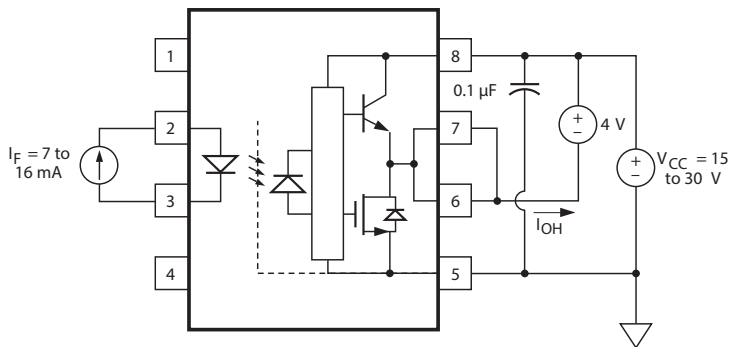 1
8
0.1 µF
2
7
4 V
+
−
I_F = 7 to
16 mA
+
−
V_CC = 15
to 30 V
3
6
I_OH
4
5